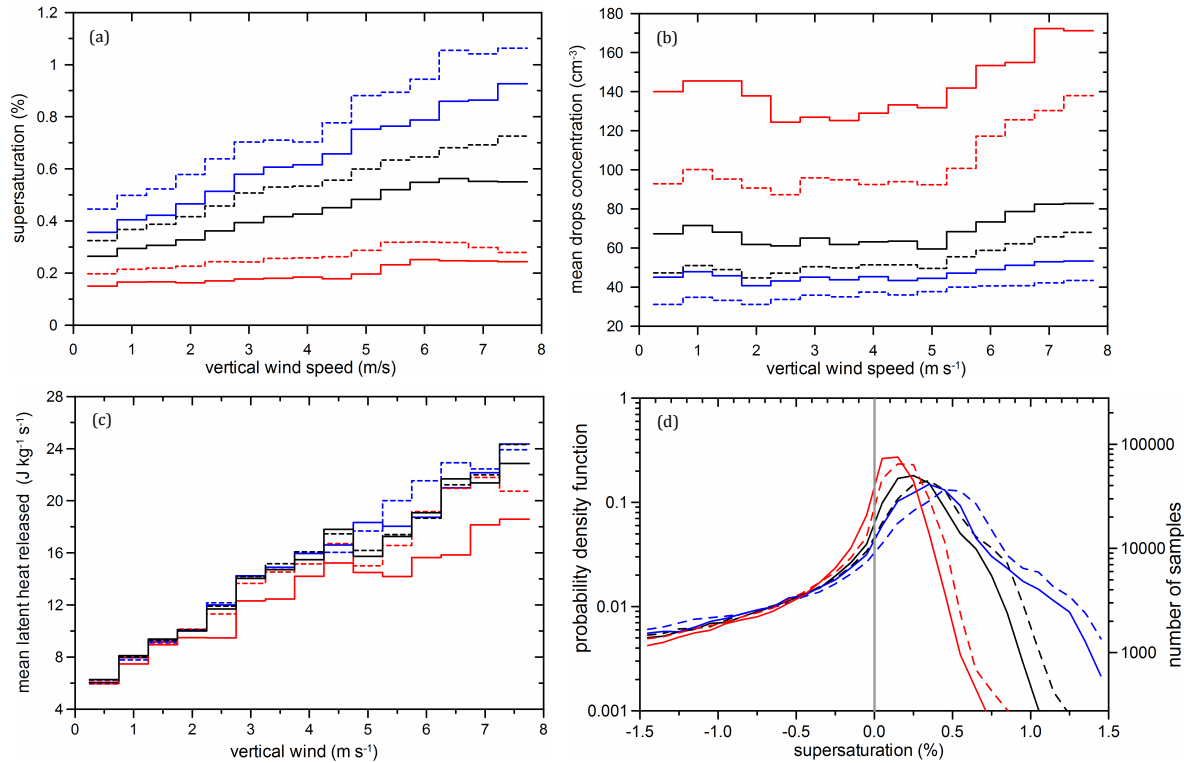 (a)
supersaturation (%)
1.2
1
0.8
0.6
0.4
0.2
0
0 1 2 3 4 5 6 7 8
vertical wind speed (m/s)
(b)
mean drops concentration (cm⁻³)
180
160
140
120
100
80
60
40
20
0 1 2 3 4 5 6 7 8
vertical wind speed (m s⁻¹)
(c)
mean latent heat released (J kg⁻¹ s⁻¹)
28
24
20
16
12
8
4
0 1 2 3 4 5 6 7 8
vertical wind (m s⁻¹)
(d)
probability density function
1
0.1
0.01
0.001
number of samples
100000
10000
1000
-1.5 -1.0 -0.5 0.0 0.5 1.0 1.5
supersaturation (%)